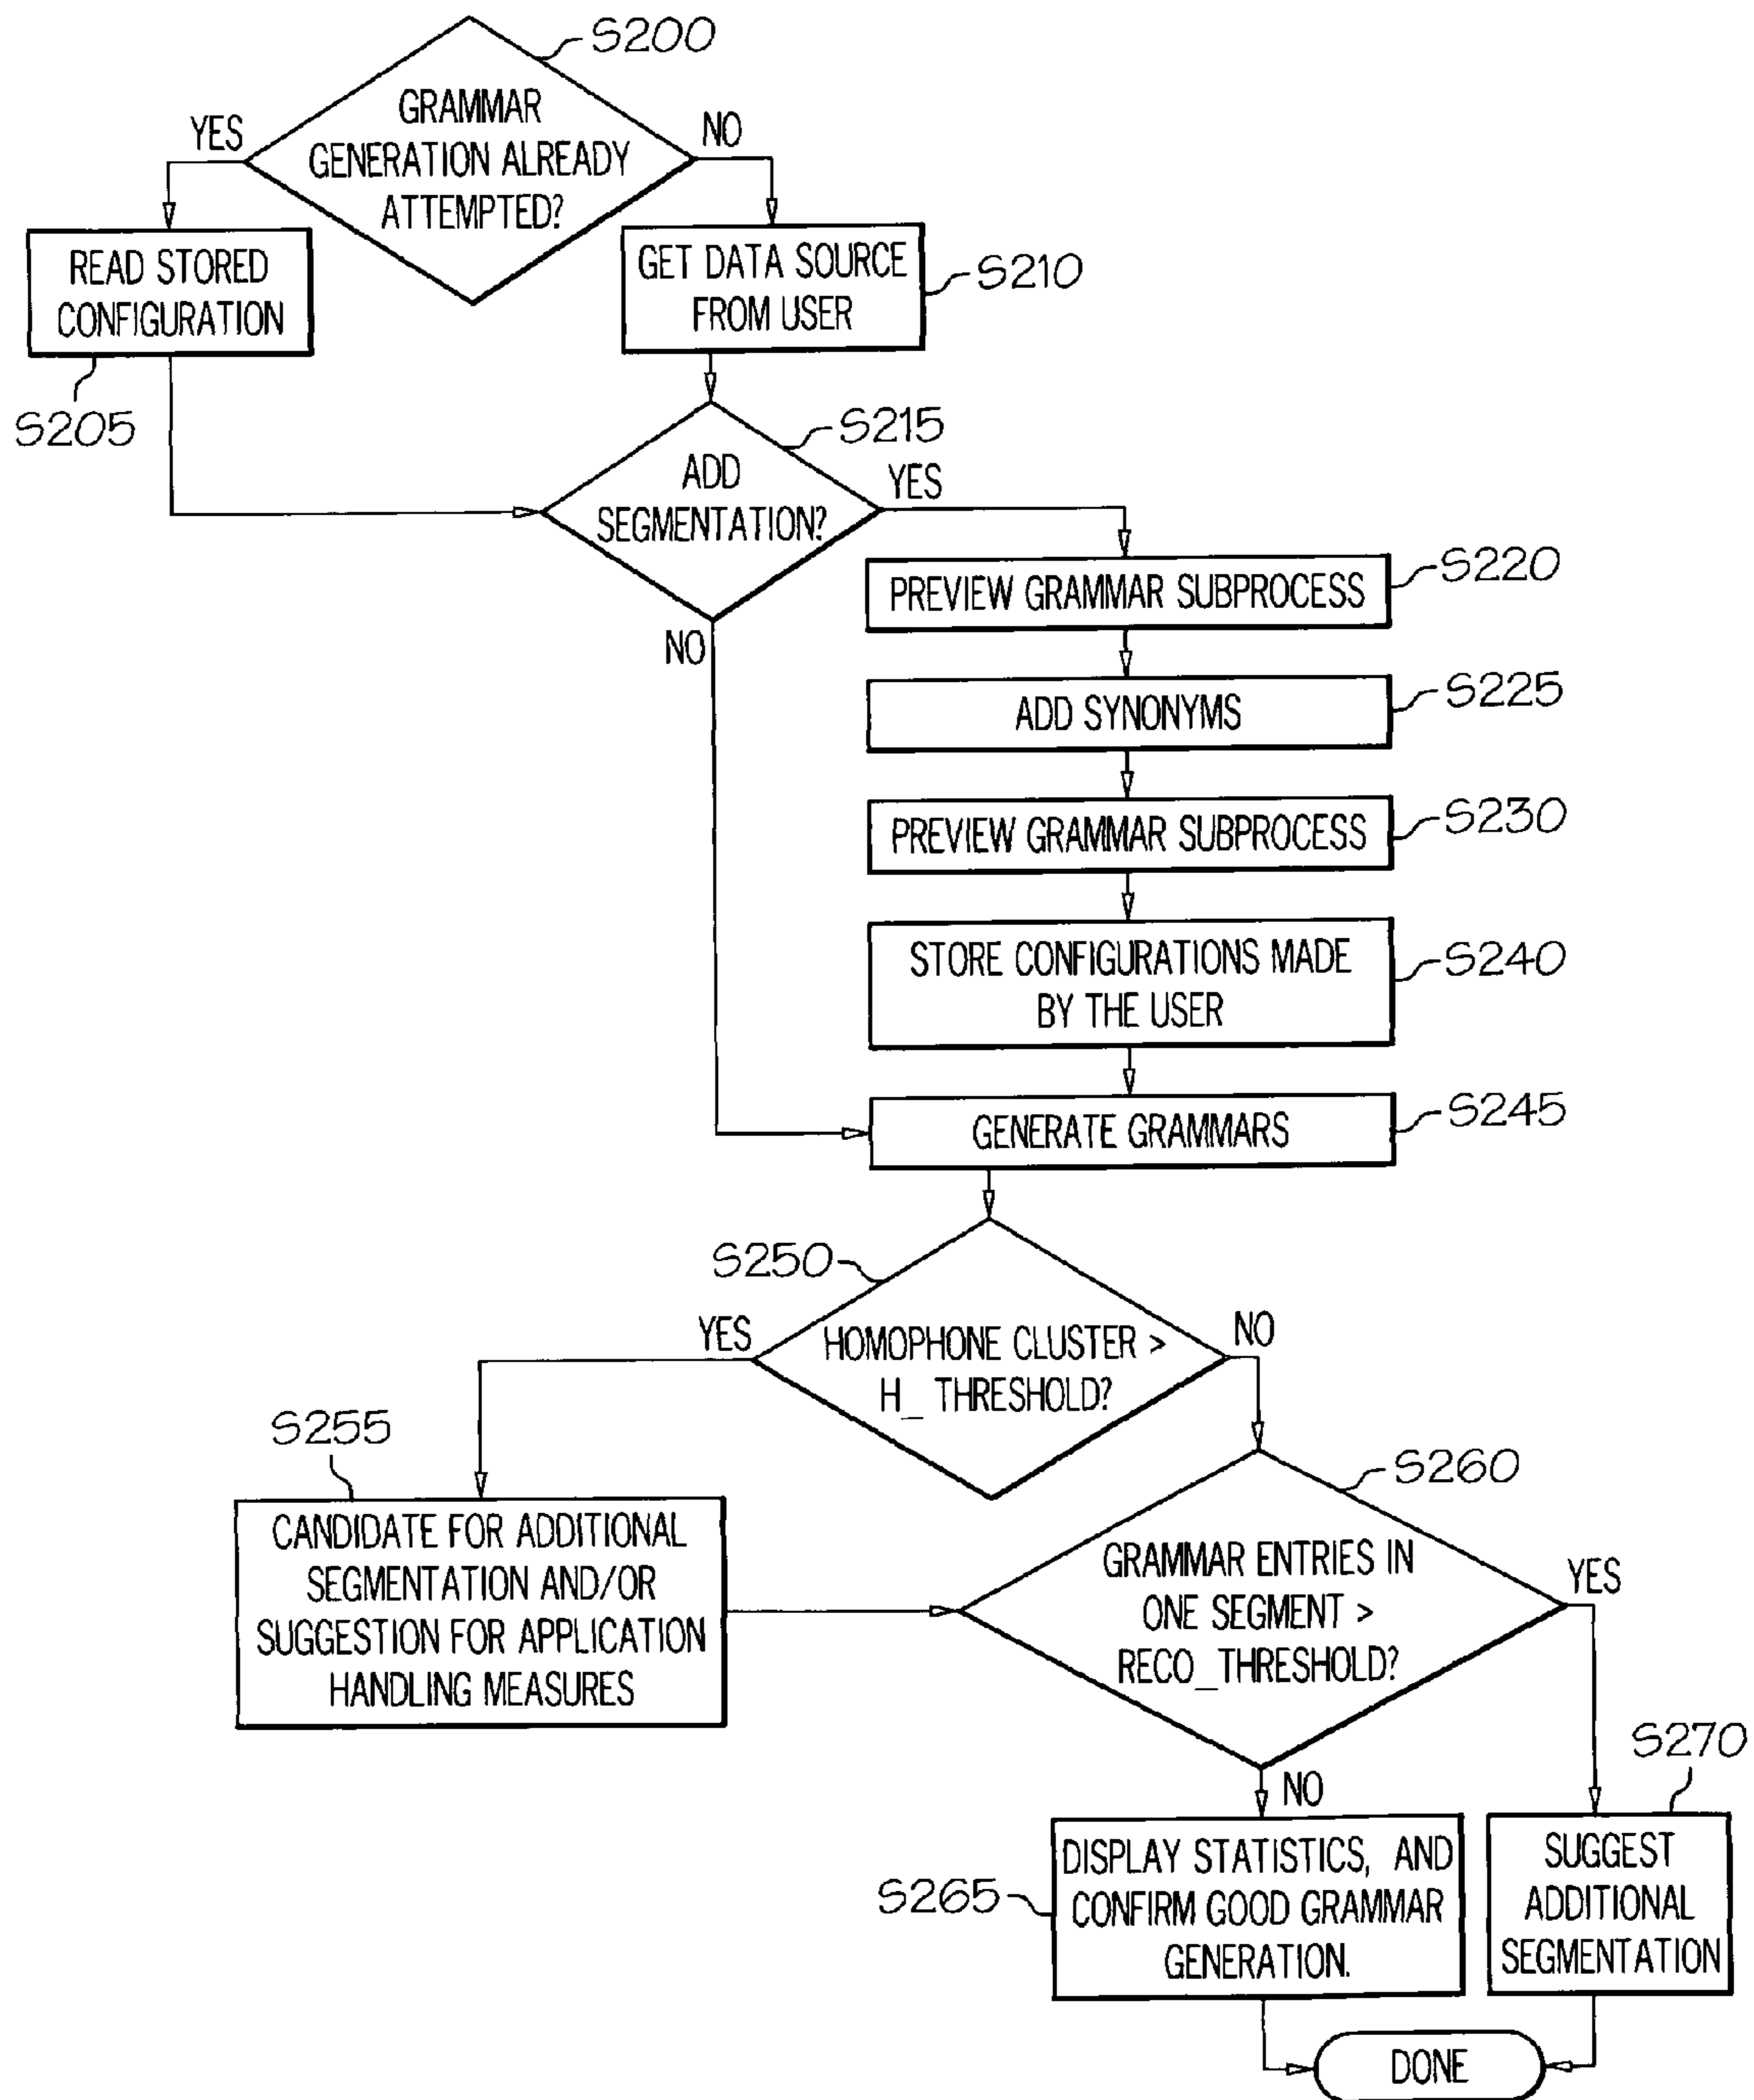 S200
GRAMMAR
GENERATION ALREADY
ATTEMPTED?
YES
NO
READ STORED
CONFIGURATION
S205
GET DATA SOURCE
FROM USER
S210
S215
ADD
SEGMENTATION?
YES
NO
PREVIEW GRAMMAR SUBPROCESS
S220
ADD SYNONYMS
S225
PREVIEW GRAMMAR SUBPROCESS
S230
STORE CONFIGURATIONS MADE
BY THE USER
S240
GENERATE GRAMMARS
S245
S250
HOMOPHONE CLUSTER >
H_ THRESHOLD?
YES
NO
S255
CANDIDATE FOR ADDITIONAL
SEGMENTATION AND/OR
SUGGESTION FOR APPLICATION
HANDLING MEASURES
S260
GRAMMAR ENTRIES IN
ONE SEGMENT >
RECO_THRESHOLD?
YES
NO
S265
DISPLAY STATISTICS, AND
CONFIRM GOOD GRAMMAR
GENERATION.
S270
SUGGEST
ADDITIONAL
SEGMENTATION
DONE